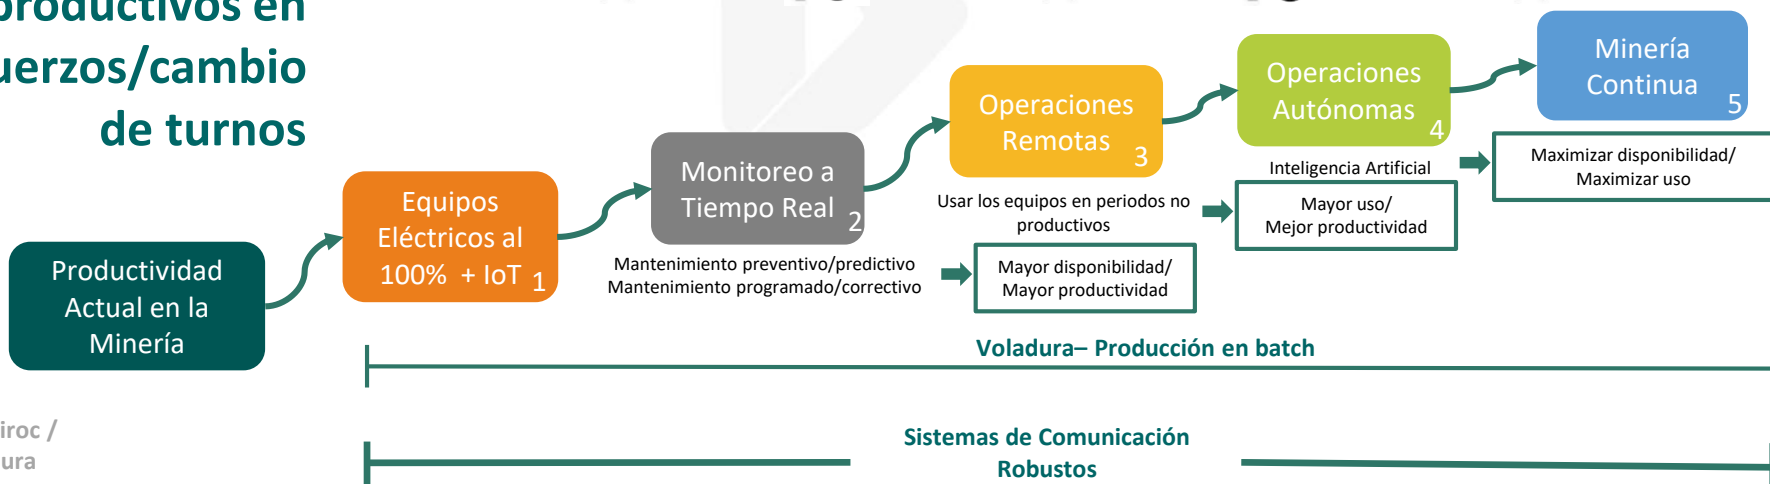 productivos en
cambio
de turnos
Productividad
Actual en la
Minería
Equipos
Eléctricos al
100% + IoT 1
Monitoreo a
Tiempo Real 2
Mantenimiento preventivo/predictivo
Mantenimiento programado/correctivo
Operaciones
Remotas 3
Usar los equipos en periodos no
productivos
Mayor disponibilidad/
Mayor productividad
Operaciones
Autónomas 4
Inteligencia Artificial
Mayor uso/
Mejor productividad
Minería
Continua 5
Maximizar disponibilidad/
Maximizar uso
Voladura– Producción en batch
Sistemas de Comunicación
Robustos